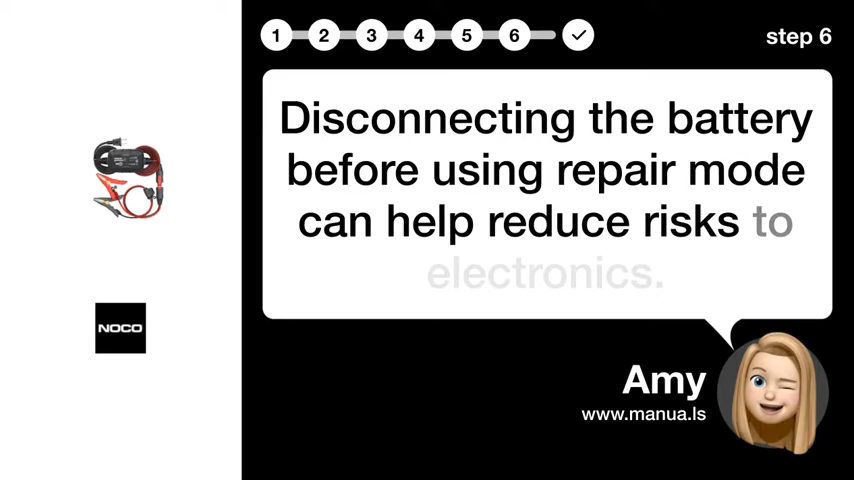 1 2 3 4 5 6
step 6
Disconnecting the battery
before using repair mode
can help reduce risks to
electronics.
NOCO
Amy
www.manua.ls